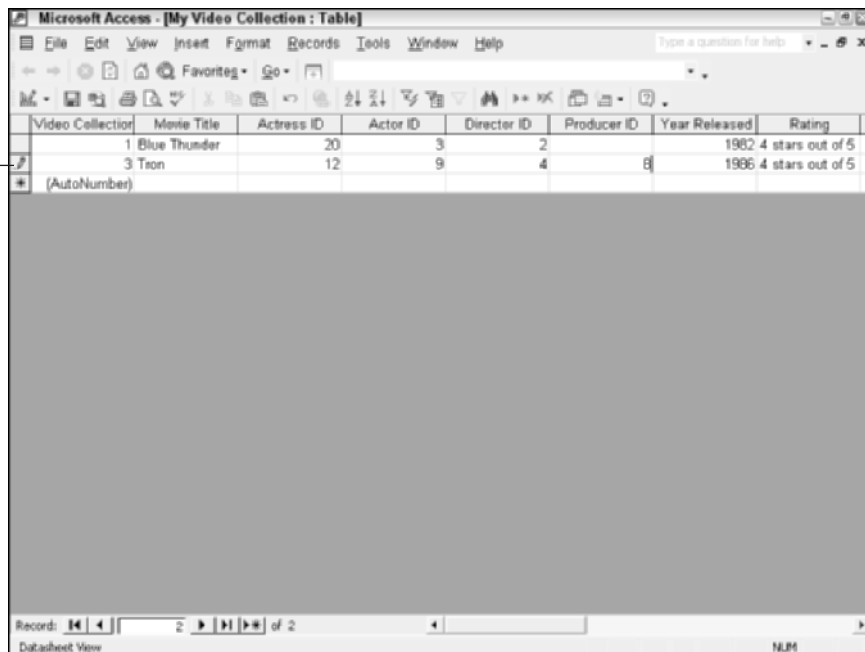 Microsoft Access - [My Video Collection : Table]
File Edit View Insert Format Records Tools Window Help Type a question for help
Favorites Go
Video Collection Movie Title Actress ID Actor ID Director ID Producer ID Year Released Rating
1 Blue Thunder 20 3 2 1982 4 stars out of 5
3 Tron 12 9 4 8 1986 4 stars out of 5
(AutoNumber)
Record: 2 of 2
Datasheet View NUM